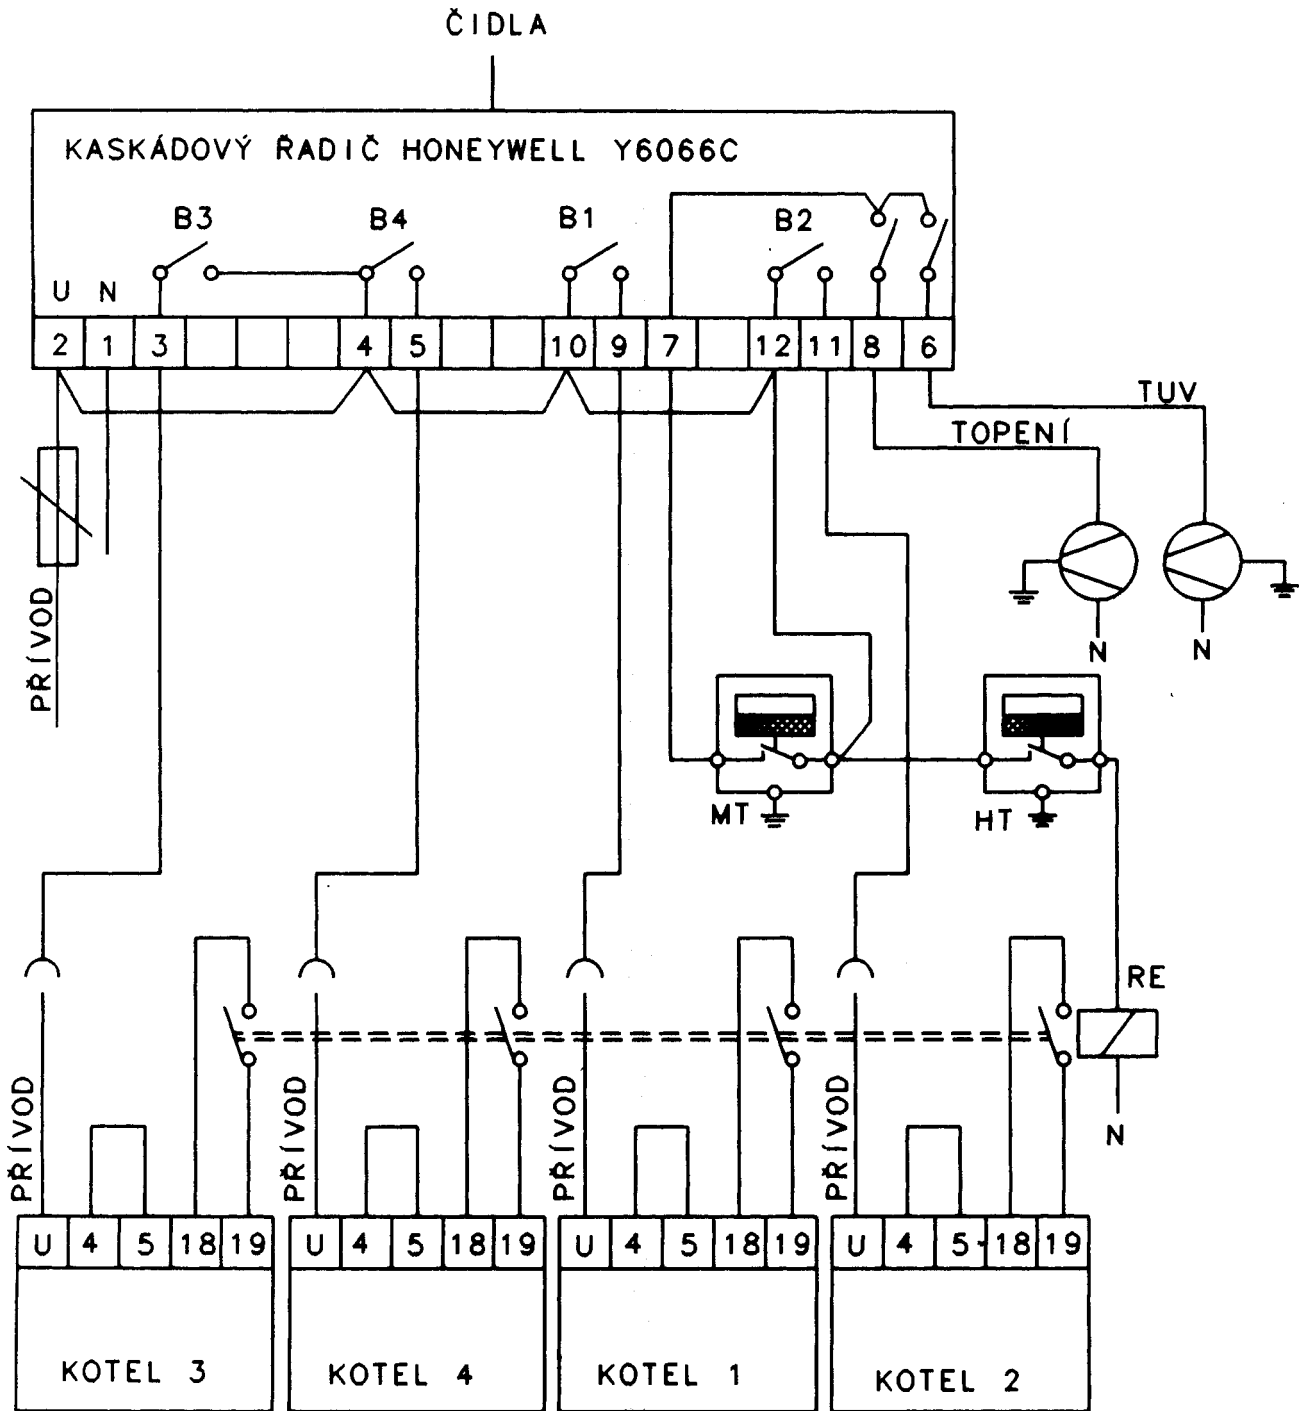 ČIDLA
KASKÁDOVÝ ŘADIČ HONEYWELL Y6066C
B3 B4 B1 B2
U N
2 1 3 4 5 10 9 7 12 11 8 6
TUV
TOPENÍ
PŘÍVOD
N N
MT HT
RE
PŘÍVOD PŘÍVOD PŘÍVOD PŘÍVOD
N
U 4 5 18 19 U 4 5 18 19 U 4 5 18 19 U 4 5 18 19
KOTEL 3 KOTEL 4 KOTEL 1 KOTEL 2